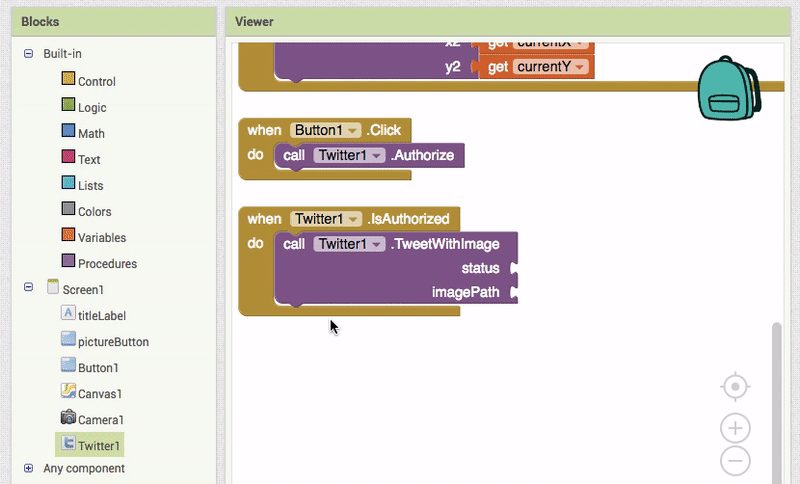 Blocks
Built-in
Control
Logic
Math
Text
Lists
Colors
Variables
Procedures
Screen1
titleLabel
pictureButton
Button1
Canvas1
Camera1
Twitter1
Any component
Viewer
x2 get currentX
y2 get currentY
when Button1 .Click
do call Twitter1 .Authorize
when Twitter1 .IsAuthorized
do call Twitter1 .TweetWithImage
status
imagePath